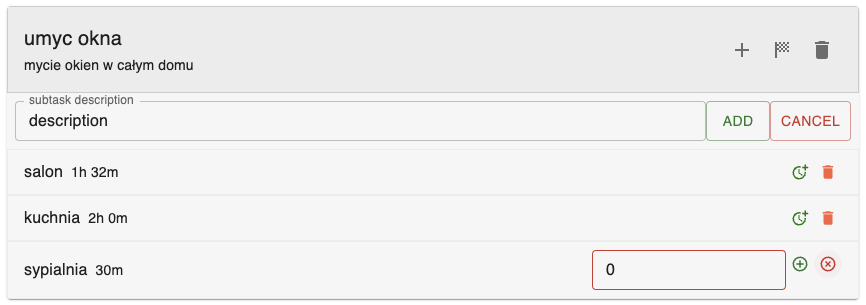 umyc okna
mycie okien w całym domu
subtask description
description
ADD
CANCEL
salon 1h 32m
kuchnia 2h 0m
sypialnia 30m
0